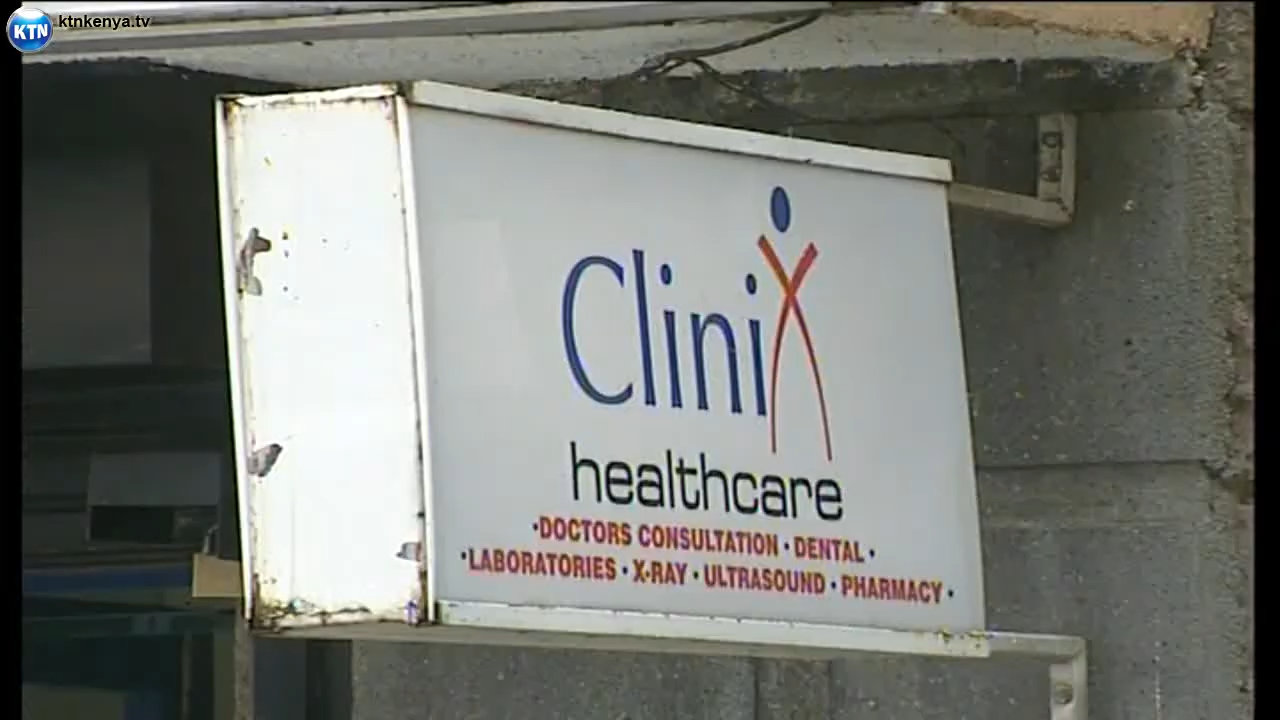 KTN ktnkenya.tv
Clinix
healthcare
·DOCTORS CONSULTATION · DENTAL ·
·LABORATORIES · X-RAY · ULTRASOUND · PHARMACY ·